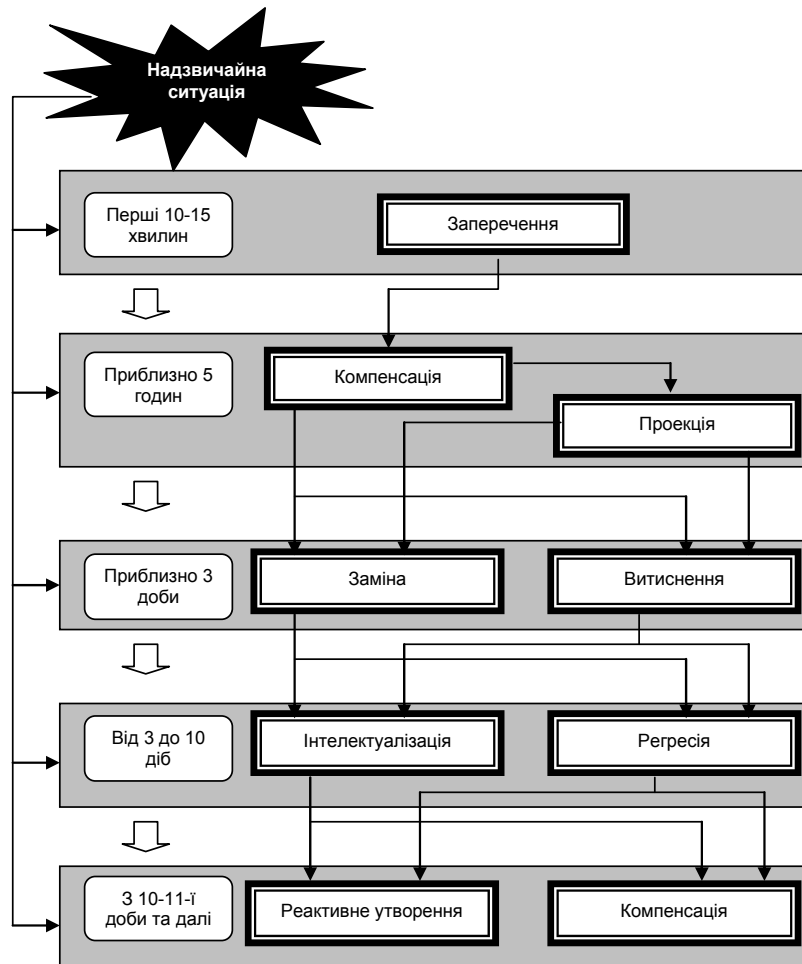 Надзвичайна
ситуація
Перші 10-15
хвилин
Заперечення
Приблизно 5
годин
Компенсація
Проекція
Приблизно 3
доби
Заміна
Витиснення
Від 3 до 10
діб
Інтелектуалізація
Регресія
З 10-11-ї
доби та далі
Реактивне утворення
Компенсація